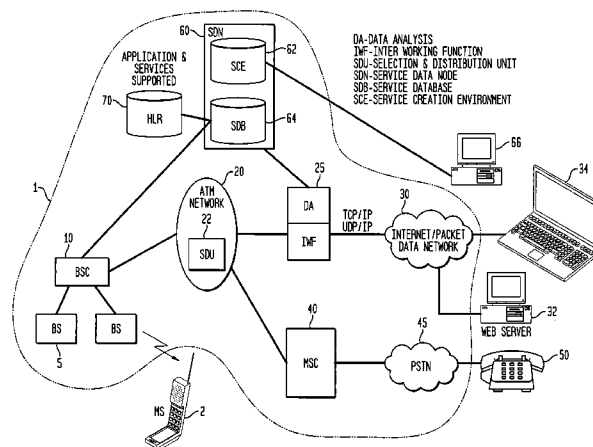 60
SDN
62
SCE
DA-DATA ANALYSIS
IWF-INTER WORKING FUNCTION
SDU-SELECTION & DISTRIBUTION UNIT
SDN-SERVICE DATA NODE
SDB-SERVICE DATABASE
SCE-SERVICE CREATION ENVIRONMENT
APPLICATION &
SERVICES
SUPPORTED
70
HLR
SDB
64
66
34
1
20
ATM
NETWORK
22
SDU
25
DA
IWF
TCP/IP
UDP/IP
30
INTERNET/PACKET
DATA NETWORK
10
BSC
32
WEB SERVER
BS
BS
5
40
MSC
45
PSTN
50
MS
2